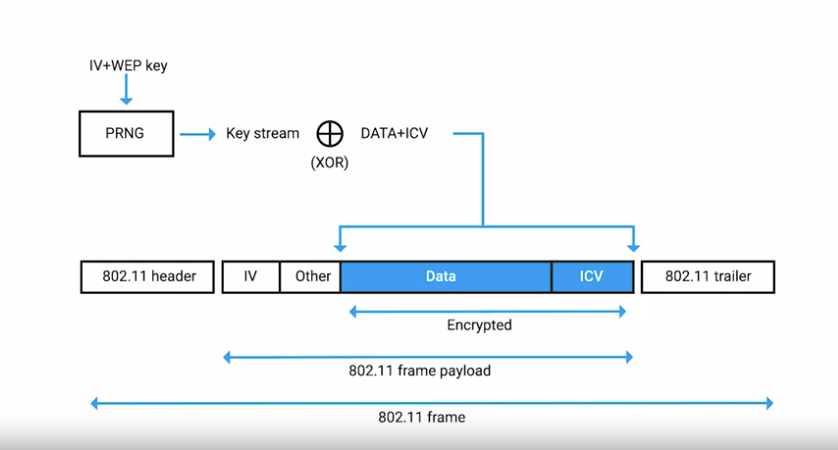 IV+WEP key
PRNG
Key stream
DATA+ICV
(XOR)
802.11 header
IV
Other
Data
ICV
802.11 trailer
Encrypted
802.11 frame payload
802.11 frame